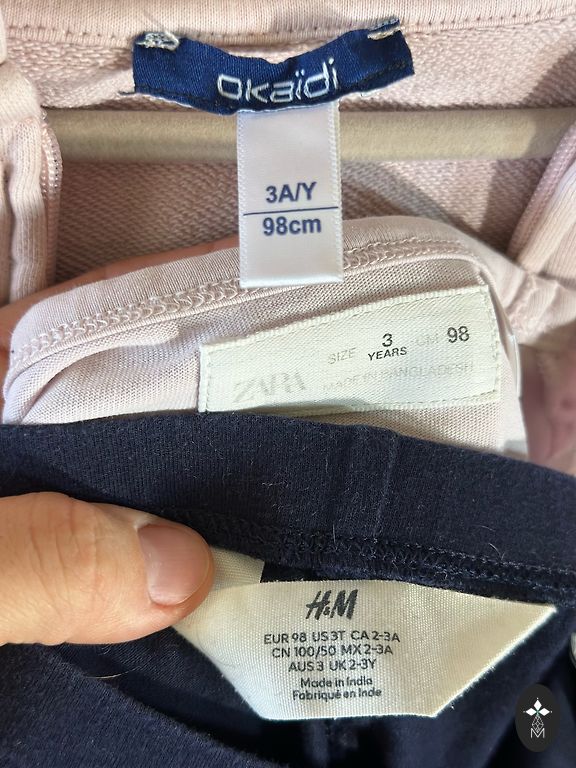 okaïdi
3A/Y
98cm
SIZE 3 YEARS CM 98
ZARA MADE IN BANGLADESH
H&M
EUR 98 US 3T CA 2-3A
CN 100/50 MX 2-3A
AUS 3 UK 2-3Y
Made in India
Fabriqué en Inde
M